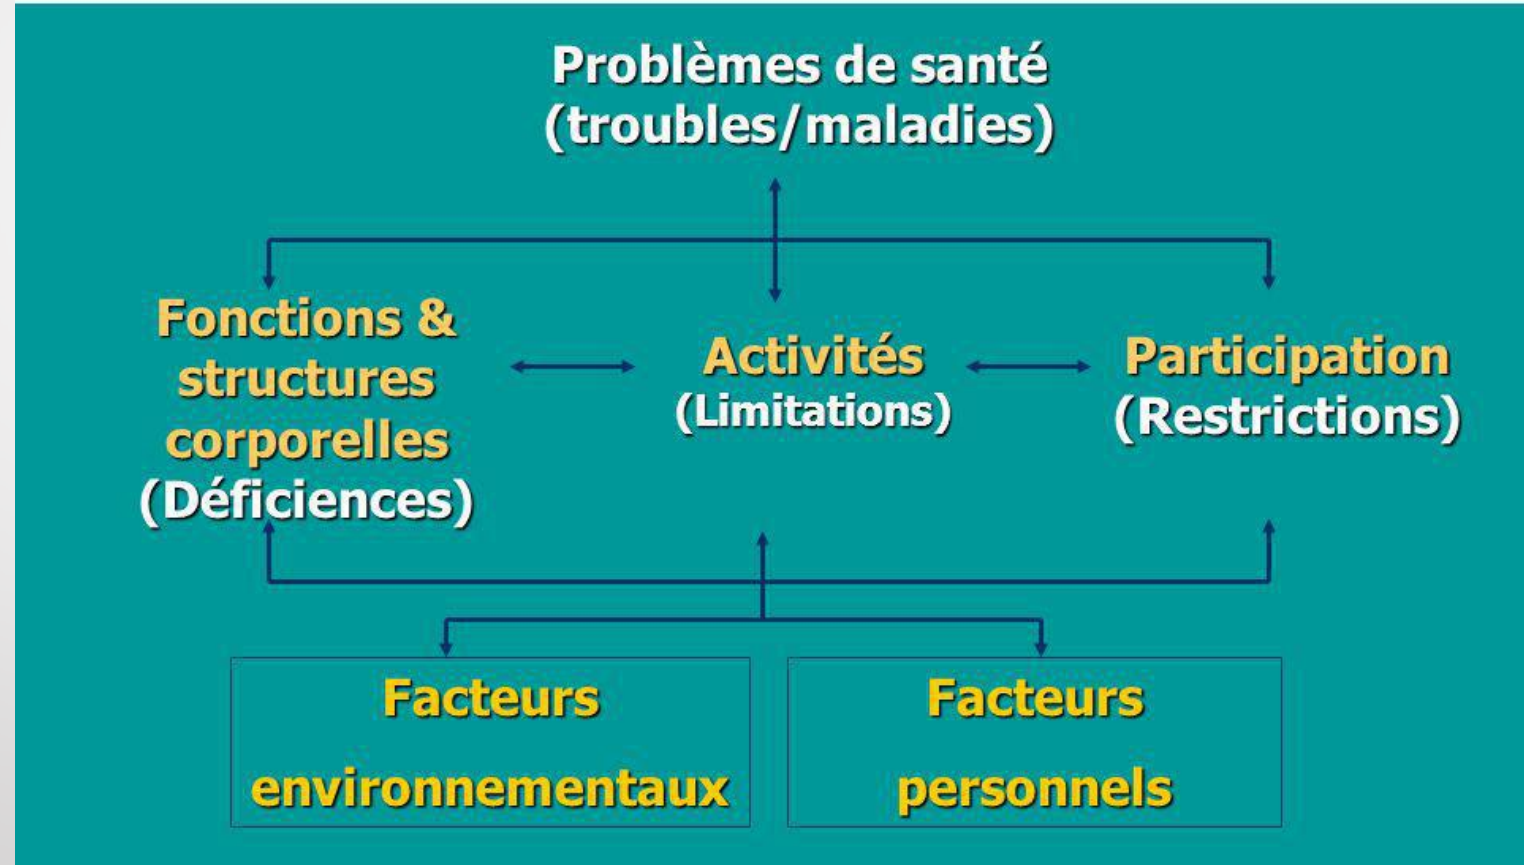 Problèmes de santé
(troubles/maladies)
Fonctions &
structures
corporelles
(Déficiences)
Activités
(Limitations)
Participation
(Restrictions)
Facteurs
environnementaux
Facteurs
personnels